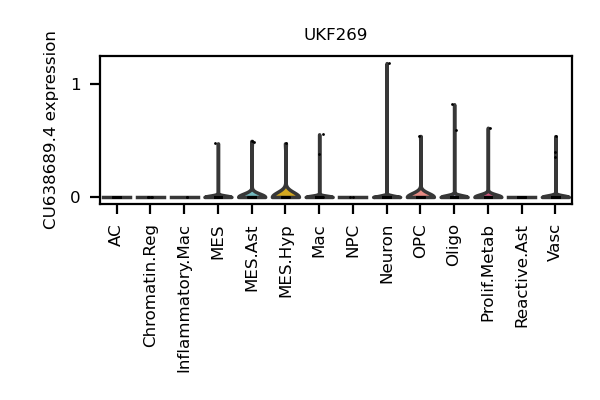 UKF269
CU638689.4 expression
1
0
AC
Chromatin.Reg
Inflammatory.Mac
MES
MES.Ast
MES.Hyp
Mac
NPC
Neuron
OPC
Oligo
Prolif.Metab
Reactive.Ast
Vasc